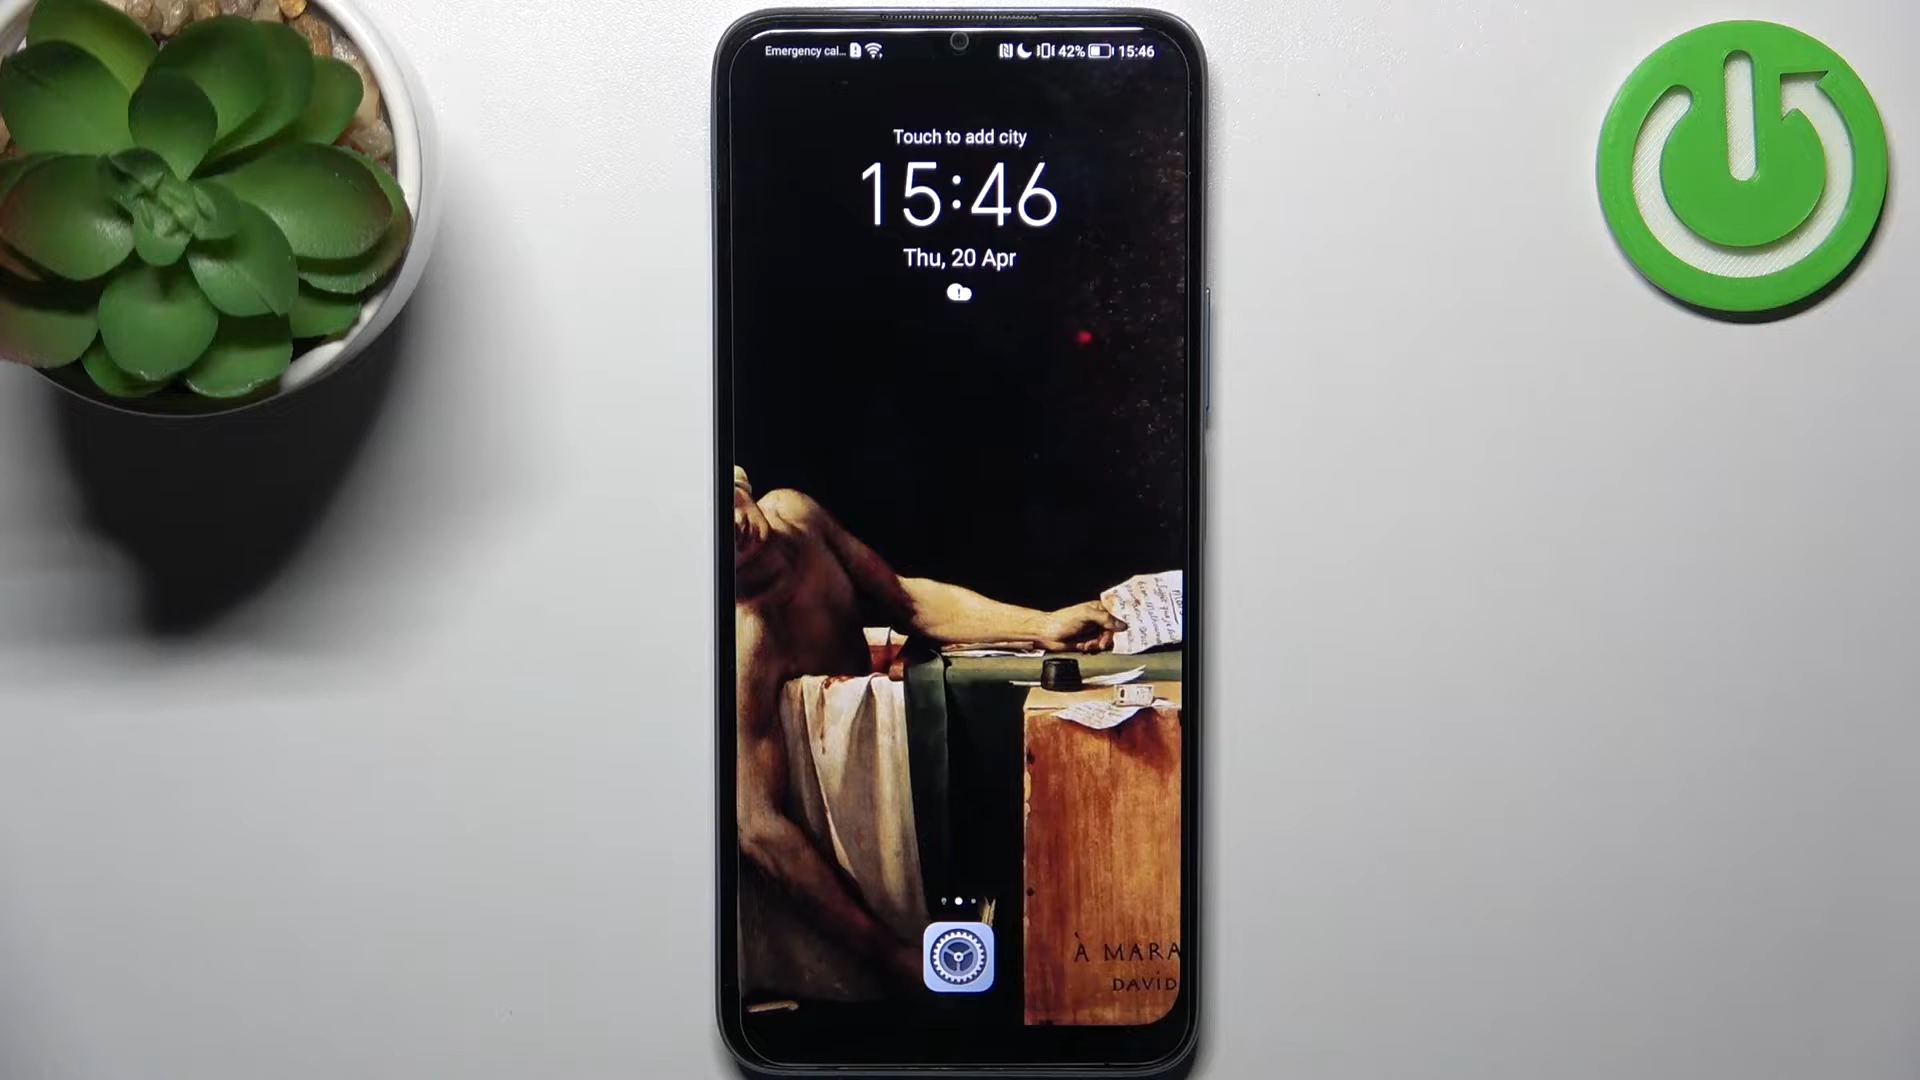 Emergency cal... 42% 15:46
Touch to add city
15:46
Thu, 20 Apr
À MARA
DAVID